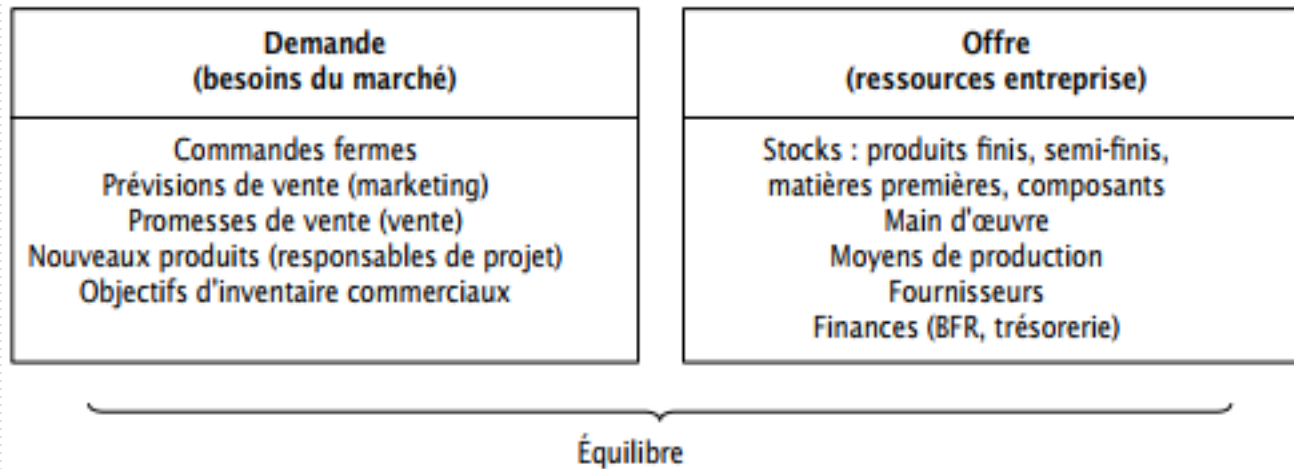 Demande
(besoins du marché)
Commandes fermes
Prévisions de vente (marketing)
Promesses de vente (vente)
Nouveaux produits (responsables de projet)
Objectifs d'inventaire commerciaux
Offre
(ressources entreprise)
Stocks : produits finis, semi-finis,
matières premières, composants
Main d'œuvre
Moyens de production
Fournisseurs
Finances (BFR, trésorerie)
Équilibre